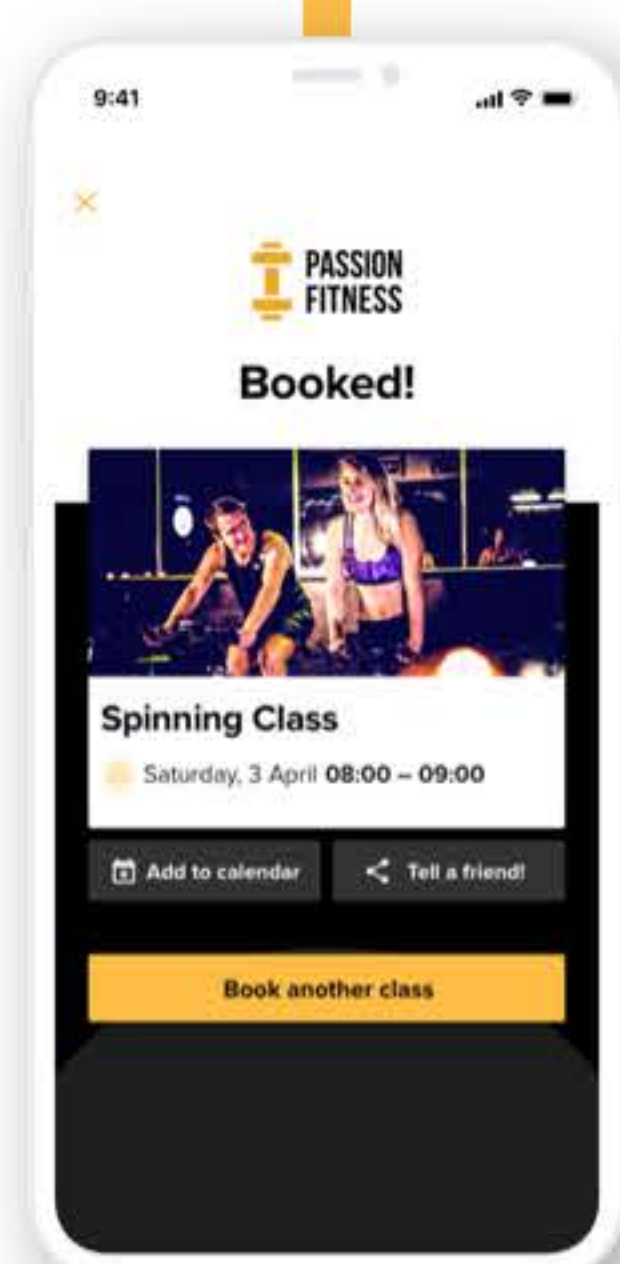 9:41
PASSION
FITNESS
Booked!
Spinning Class
Saturday, 3 April 08:00 – 09:00
Add to calendar
Tell a friend!
Book another class